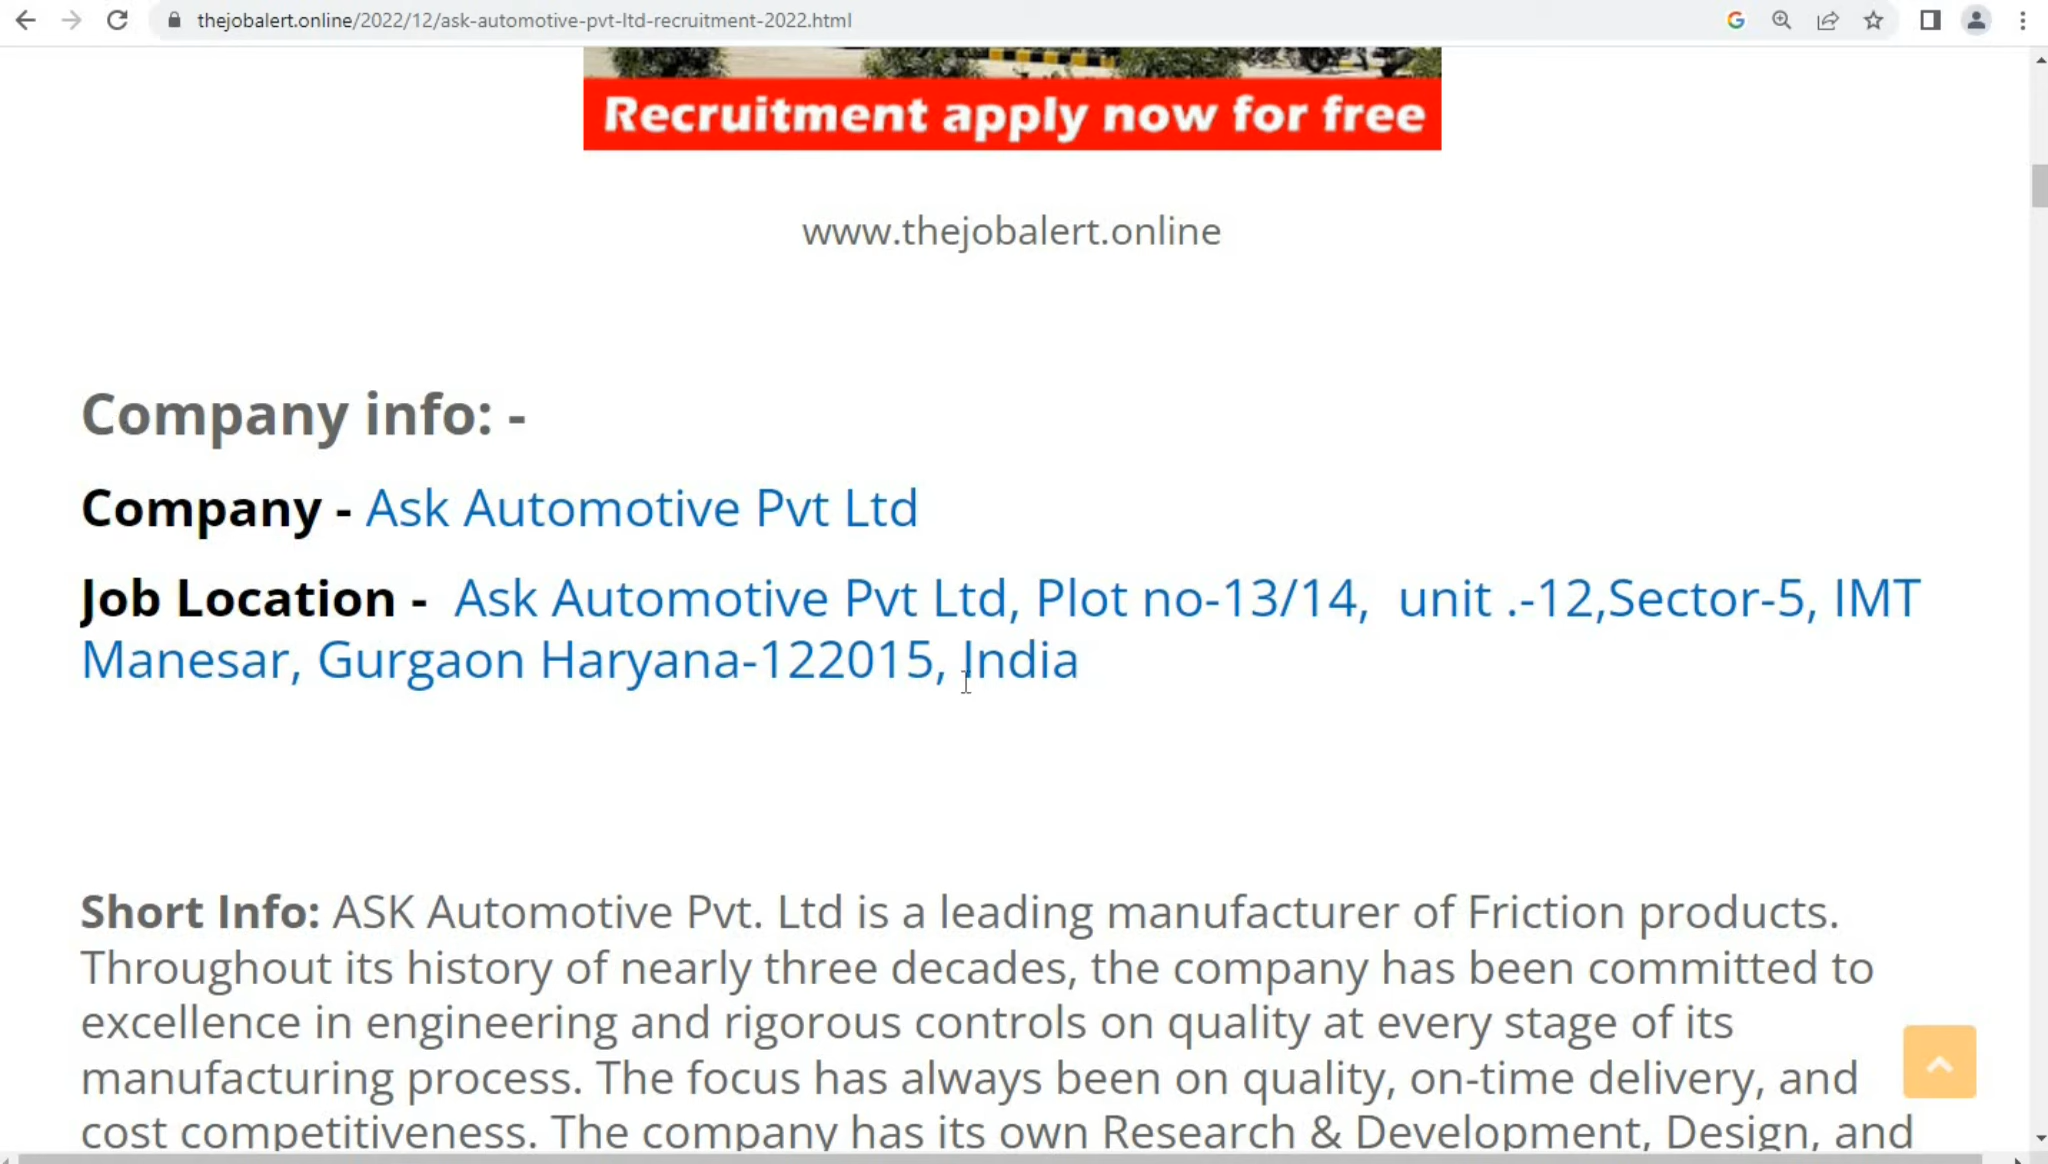 thejobalert.online/2022/12/ask-automotive-pvt-ltd-recruitment-2022.html
Recruitment apply now for free
www.thejobalert.online
Company info: -
Company - Ask Automotive Pvt Ltd
Job Location -  Ask Automotive Pvt Ltd, Plot no-13/14,  unit .-12,Sector-5, IMT
Manesar, Gurgaon Haryana-122015, India
Short Info: ASK Automotive Pvt. Ltd is a leading manufacturer of Friction products.
Throughout its history of nearly three decades, the company has been committed to
excellence in engineering and rigorous controls on quality at every stage of its
manufacturing process. The focus has always been on quality, on-time delivery, and
cost competitiveness. The company has its own Research & Development, Design, and